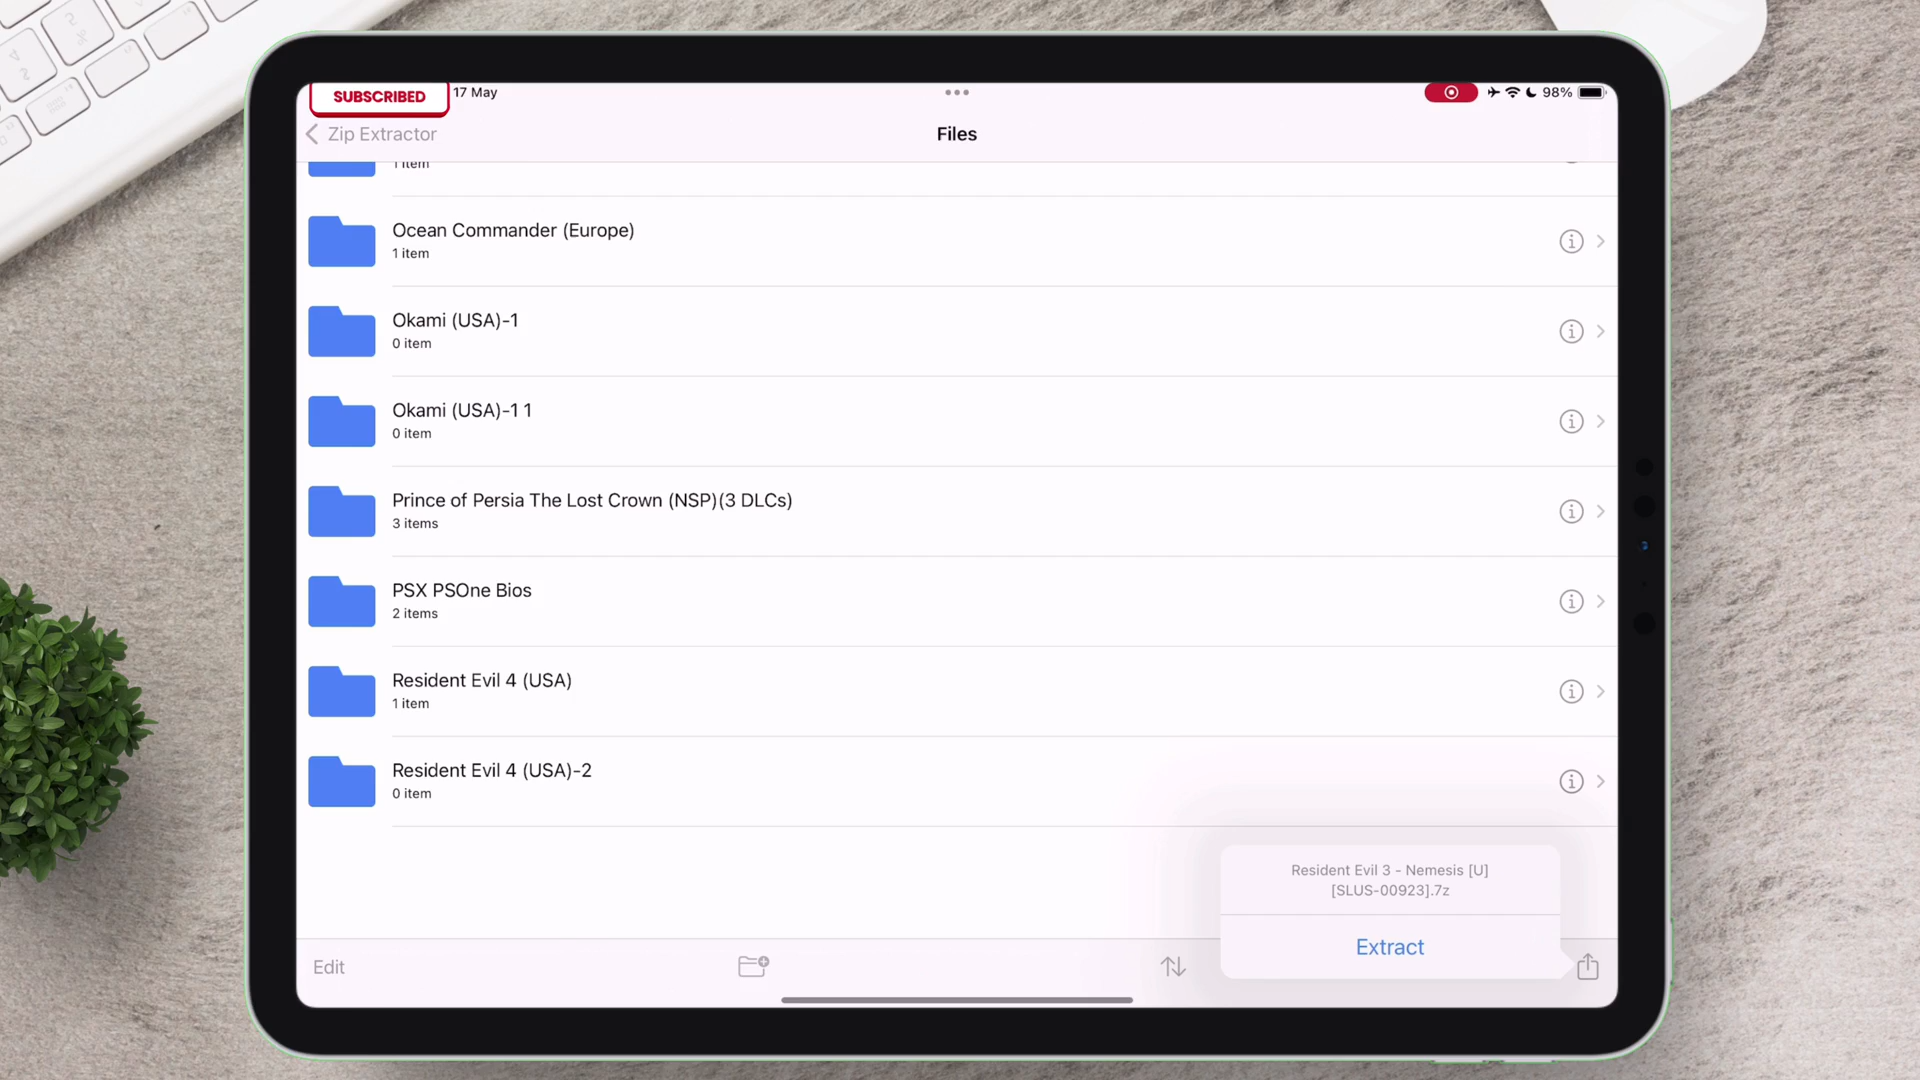 SUBSCRIBED 17 May 98%
Zip Extractor Files
1 item
Ocean Commander (Europe)
1 item
Okami (USA)-1
0 item
Okami (USA)-1 1
0 item
Prince of Persia The Lost Crown (NSP)(3 DLCs)
3 items
PSX PSOne Bios
2 items
Resident Evil 4 (USA)
1 item
Resident Evil 4 (USA)-2
0 item
Resident Evil 3 - Nemesis [U]
[SLUS-00923].7z
Extract
Edit